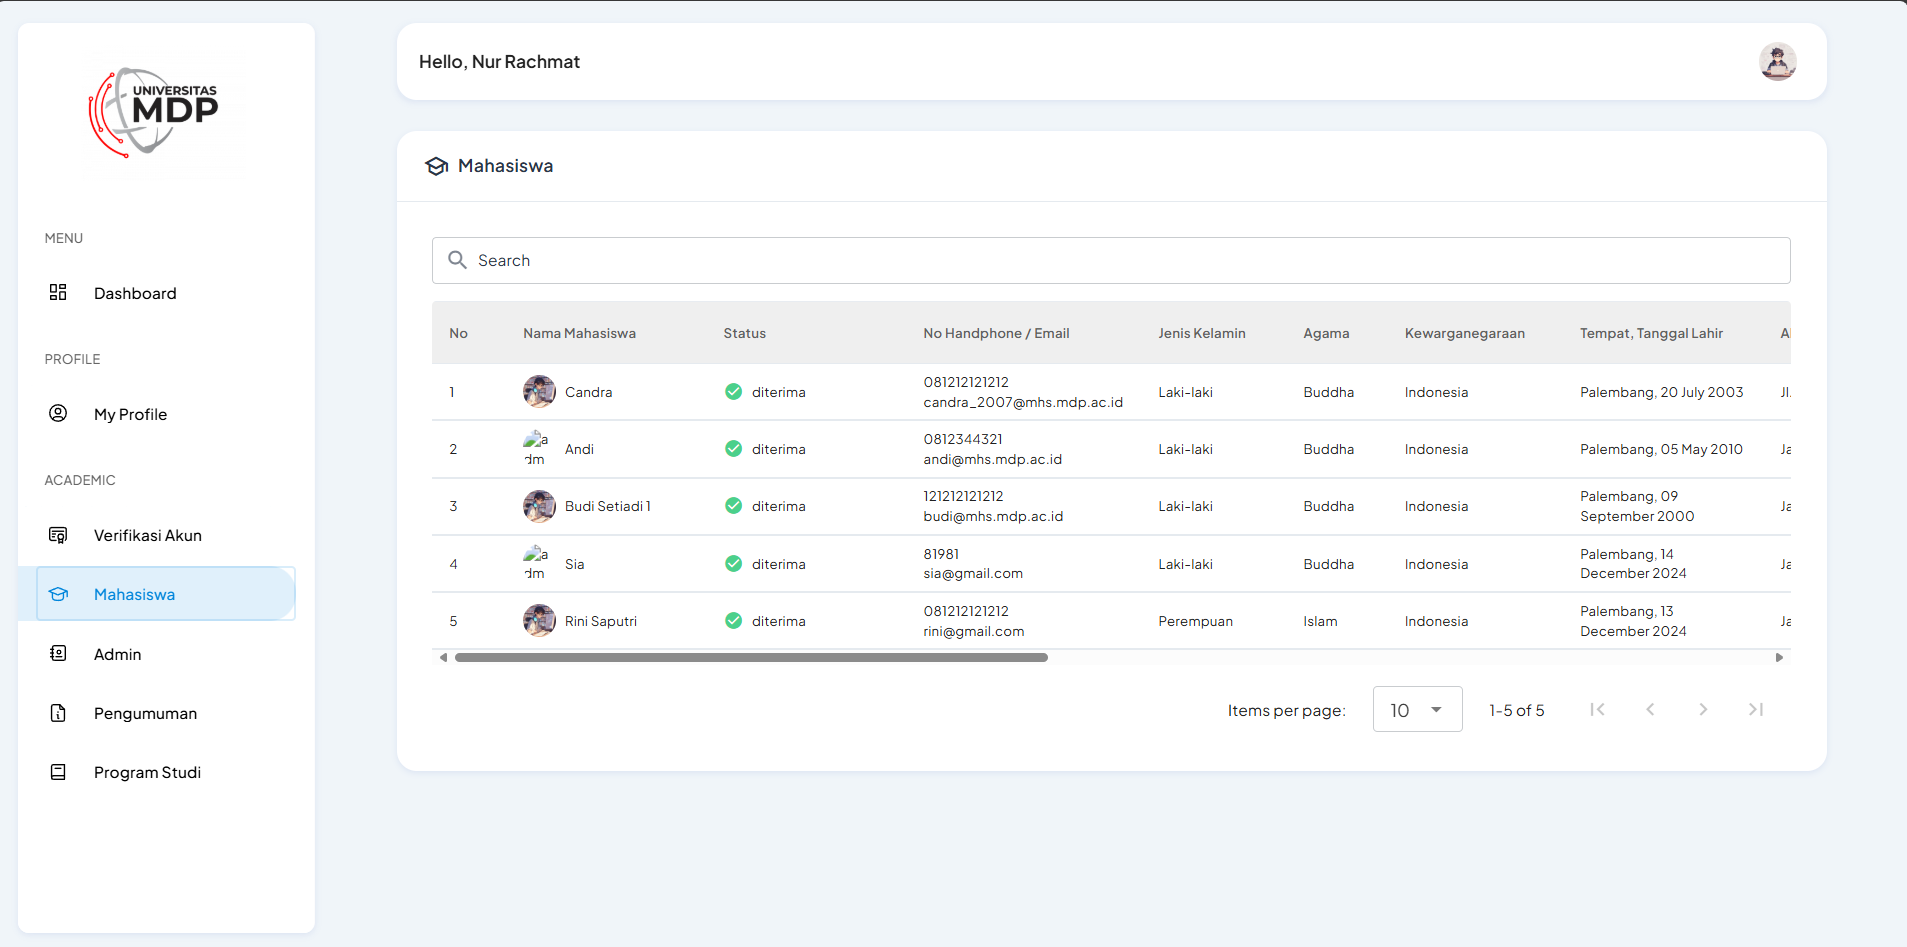 UNIVERSITAS
MDP
MENU
Dashboard
PROFILE
My Profile
ACADEMIC
Verifikasi Akun
Mahasiswa
Admin
Pengumuman
Program Studi
Hello, Nur Rachmat
Mahasiswa
Search
No Nama Mahasiswa Status No Handphone / Email Jenis Kelamin Agama Kewarganegaraan Tempat, Tanggal Lahir
1 Candra diterima 081212121212 Laki-laki Buddha Indonesia Palembang, 20 July 2003 Jl.
candra_2007@mhs.mdp.ac.id
2 adm Andi diterima 0812344321 Laki-laki Buddha Indonesia Palembang, 05 May 2010 Ja
andi@mhs.mdp.ac.id
3 Budi Setiadi 1 diterima 121212121212 Laki-laki Buddha Indonesia Palembang, 09
budi@mhs.mdp.ac.id September 2000 Ja
4 adm Sia diterima 81981 Laki-laki Buddha Indonesia Palembang, 14
sia@gmail.com December 2024 Ja
5 Rini Saputri diterima 081212121212 Perempuan Islam Indonesia Palembang, 13
rini@gmail.com December 2024 Ja
Items per page: 10 1-5 of 5